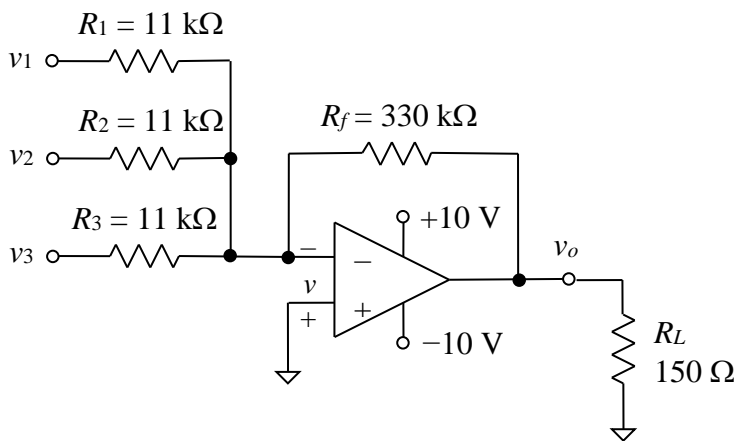 R1 = 11 kΩ
v1
R2 = 11 kΩ
Rf = 330 kΩ
v2
R3 = 11 kΩ
+10 V
v3
−
−
vo
v
+
+
−10 V
RL
150 Ω